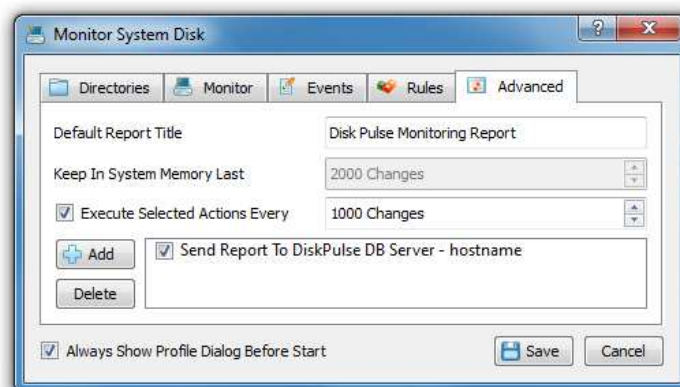 Monitor System Disk
Directories Monitor Events Rules Advanced
Default Report Title Disk Pulse Monitoring Report
Keep In System Memory Last 2000 Changes
Execute Selected Actions Every 1000 Changes
Add Send Report To DiskPulse DB Server - hostname
Delete
Always Show Profile Dialog Before Start Save Cancel